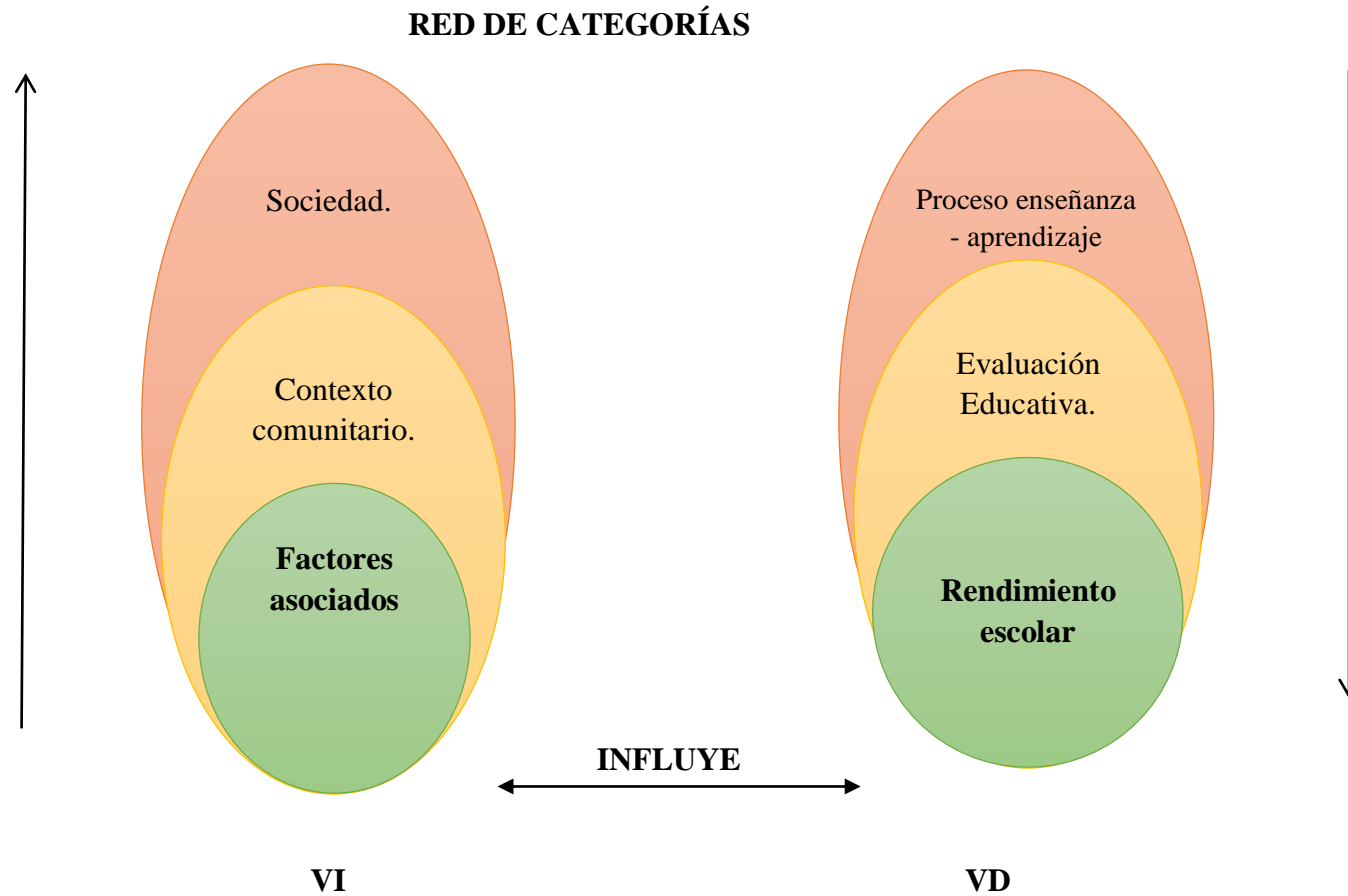 RED DE CATEGORÍAS
Sociedad.
Contexto
comunitario.
Factores
asociados
Proceso enseñanza
- aprendizaje
Evaluación
Educativa.
Rendimiento
escolar
INFLUYE
VI
VD